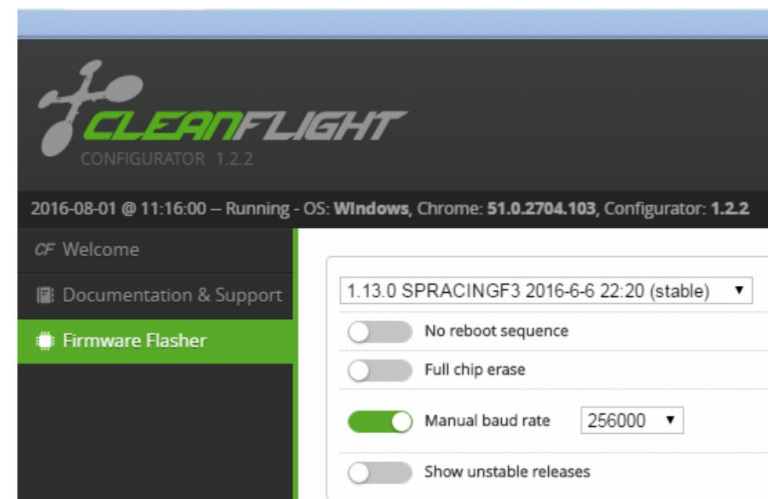 CLEANFLIGHT
CONFIGURATOR 1.2.2
2016-08-01 @ 11:16:00 -- Running - OS: Windows, Chrome: 51.0.2704.103, Configurator: 1.2.2
CF Welcome
Documentation & Support
Firmware Flasher
1.13.0 SPRACINGF3 2016-6-6 22:20 (stable)
No reboot sequence
Full chip erase
Manual baud rate 256000
Show unstable releases